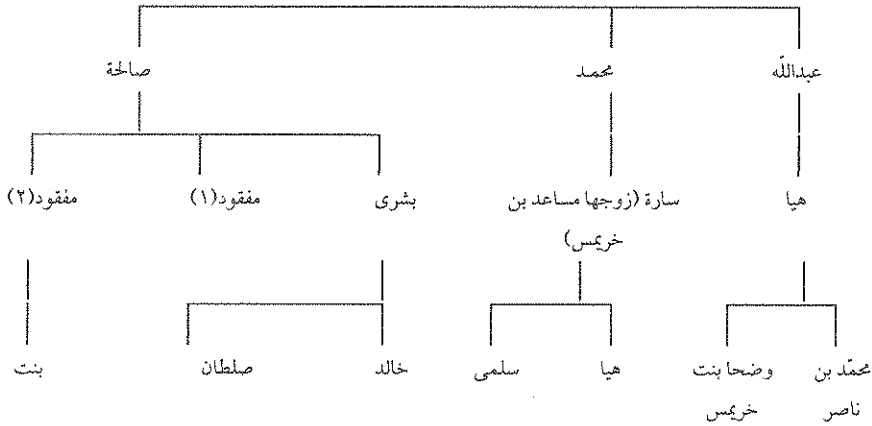 عبدالله محمد صالحة
هيا سارة (زوجها مساعد بن بشرى مفقود(١) مفقود(٢)
خريمس)
محمّد بن وضحا بنت هيا سلمى خالد صلطان بنت
ناصر خريمس